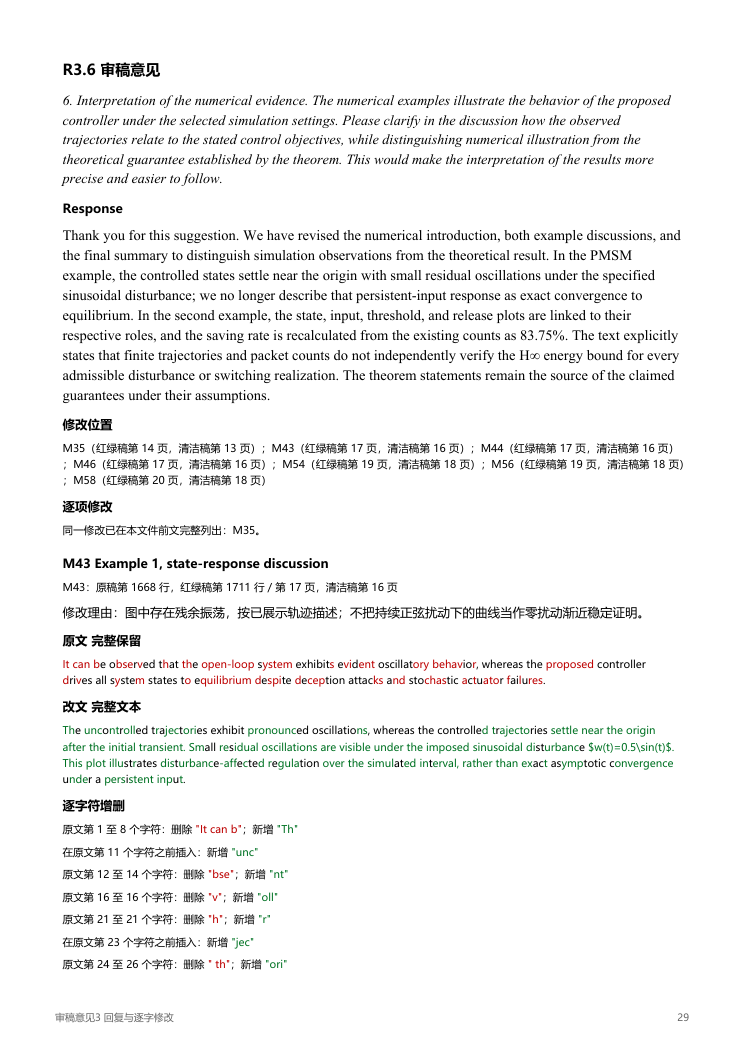 R3.6 审稿意见
6. Interpretation of the numerical evidence. The numerical examples illustrate the behavior of the proposed
controller under the selected simulation settings. Please clarify in the discussion how the observed
trajectories relate to the stated control objectives, while distinguishing numerical illustration from the
theoretical guarantee established by the theorem. This would make the interpretation of the results more
precise and easier to follow.
Response
Thank you for this suggestion. We have revised the numerical introduction, both example discussions, and
the final summary to distinguish simulation observations from the theoretical result. In the PMSM
example, the controlled states settle near the origin with small residual oscillations under the specified
sinusoidal disturbance; we no longer describe that persistent-input response as exact convergence to
equilibrium. In the second example, the state, input, threshold, and release plots are linked to their
respective roles, and the saving rate is recalculated from the existing counts as 83.75%. The text explicitly
states that finite trajectories and packet counts do not independently verify the H∞ energy bound for every
admissible disturbance or switching realization. The theorem statements remain the source of the claimed
guarantees under their assumptions.
修改位置
M35（红绿稿第 14 页，清洁稿第 13 页）；M43（红绿稿第 17 页，清洁稿第 16 页）；M44（红绿稿第 17 页，清洁稿第 16 页）
；M46（红绿稿第 17 页，清洁稿第 16 页）；M54（红绿稿第 19 页，清洁稿第 18 页）；M56（红绿稿第 19 页，清洁稿第 18 页）
；M58（红绿稿第 20 页，清洁稿第 18 页）
逐项修改
同一修改已在本文件前文完整列出：M35。
M43 Example 1, state-response discussion
M43：原稿第 1668 行，红绿稿第 1711 行 / 第 17 页，清洁稿第 16 页
修改理由：图中存在残余振荡，按已展示轨迹描述；不把持续正弦扰动下的曲线当作零扰动渐近稳定证明。
原文 完整保留
It can be observed that the open-loop system exhibits evident oscillatory behavior, whereas the proposed controller
drives all system states to equilibrium despite deception attacks and stochastic actuator failures.
改文 完整文本
The uncontrolled trajectories exhibit pronounced oscillations, whereas the controlled trajectories settle near the origin
after the initial transient. Small residual oscillations are visible under the imposed sinusoidal disturbance $w(t)=0.5\sin(t)$.
This plot illustrates disturbance-affected regulation over the simulated interval, rather than exact asymptotic convergence
under a persistent input.
逐字符增删
原文第 1 至 8 个字符：删除 "It can b"；新增 "Th"
在原文第 11 个字符之前插入：新增 "unc"
原文第 12 至 14 个字符：删除 "bse"；新增 "nt"
原文第 16 至 16 个字符：删除 "v"；新增 "oll"
原文第 21 至 21 个字符：删除 "h"；新增 "r"
在原文第 23 个字符之前插入：新增 "jec"
原文第 24 至 26 个字符：删除 " th"；新增 "ori"
审稿意见3 回复与逐字修改
29